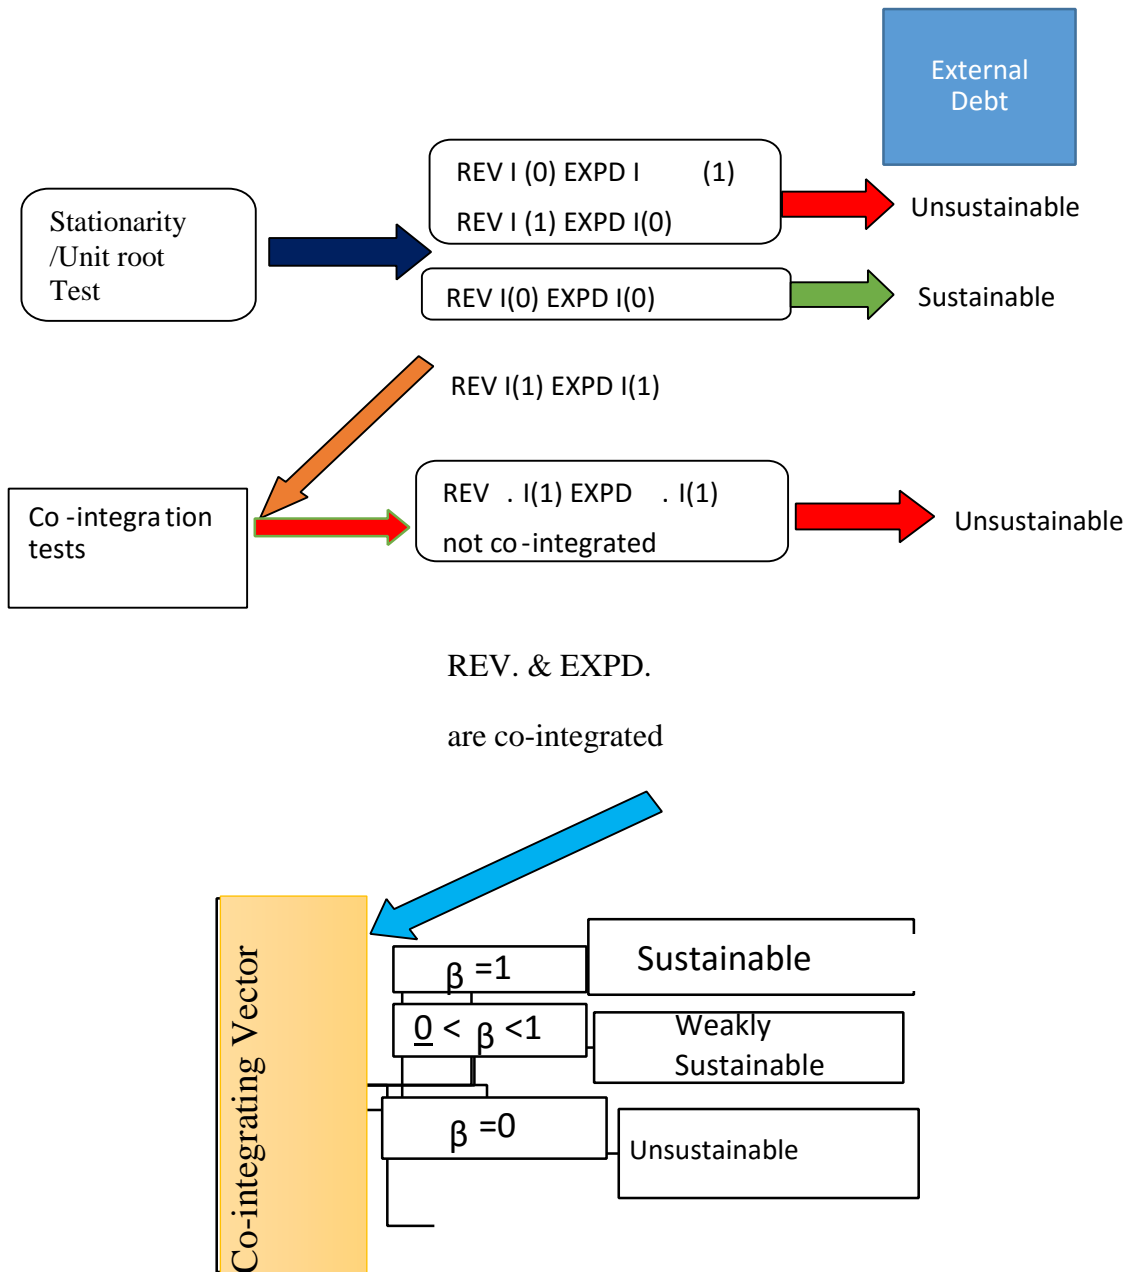 External
Debt
REV I (0) EXPD I (1)
REV I (1) EXPD I(0)
Unsustainable
Stationarity
/Unit root
Test
REV I(0) EXPD I(0)
Sustainable
REV I(1) EXPD I(1)
Co -integra tion
tests
REV . I(1) EXPD . I(1)
not co -integrated
Unsustainable
REV. & EXPD.
are co-integrated
Co-integrating Vector
β =1
Sustainable
0 < β <1
Weakly
Sustainable
β =0
Unsustainable